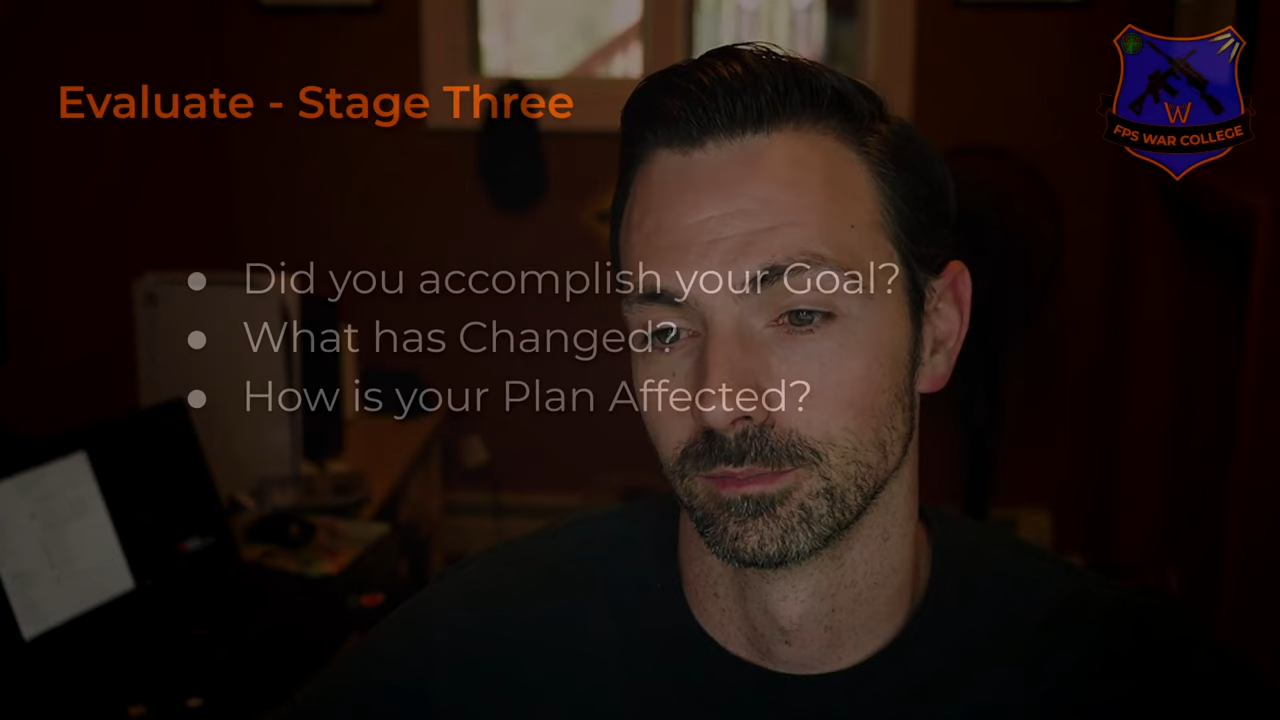 Evaluate - Stage Three
W
FPS WAR COLLEGE
● Did you accomplish your Goal?
● What has Changed?
● How is your Plan Affected?